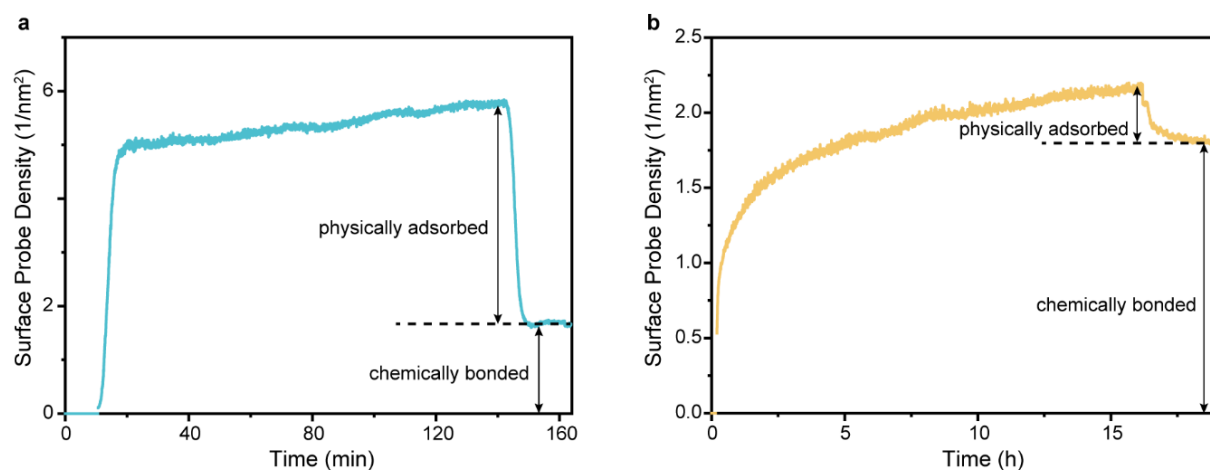 a
Surface Probe Density (1/nm²)
6
4
2
0
physically adsorbed
chemically bonded
0 40 80 120 160
Time (min)
b
Surface Probe Density (1/nm²)
2.5
2.0
1.5
1.0
0.5
0.0
physically adsorbed
chemically bonded
0 5 10 15
Time (h)